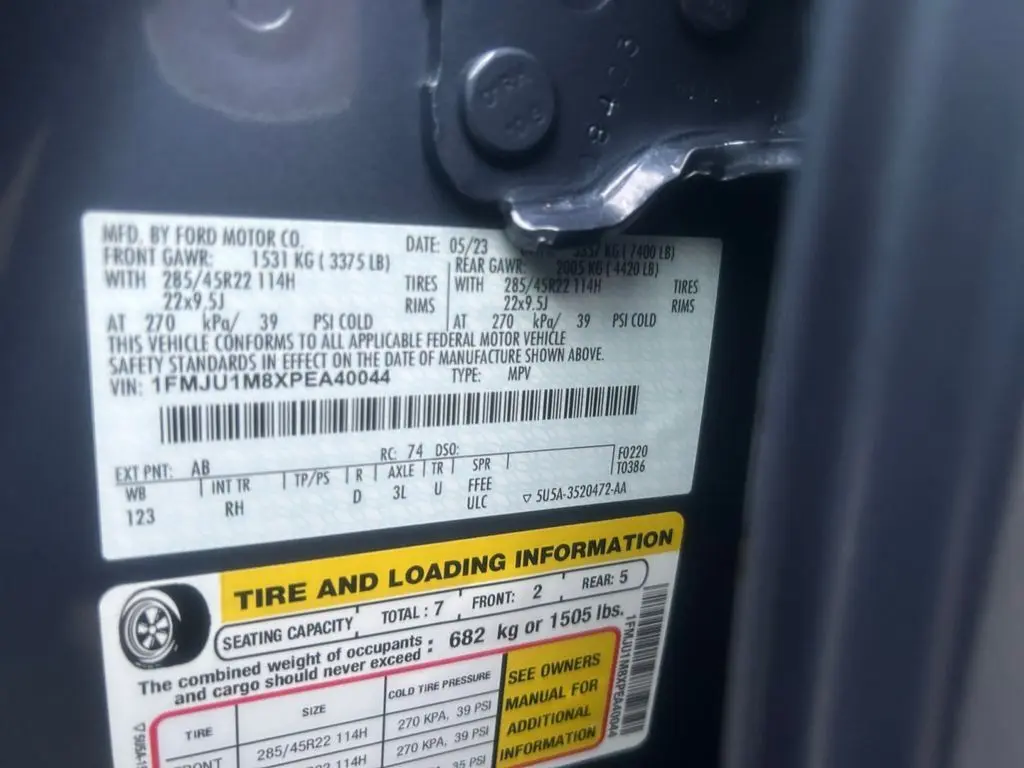 MFD. BY FORD MOTOR CO.
DATE: 05/23
KG ( 7400 LB)
FRONT GAWR: 1531 KG ( 3375 LB)
REAR GAWR: 2005 KG ( 4420 LB)
WITH 285/45R22 114H TIRES
WITH 285/45R22 114H TIRES
22x9.5J RIMS
22x9.5J RIMS
AT 270 kPa/ 39 PSI COLD
AT 270 kPa/ 39 PSI COLD
THIS VEHICLE CONFORMS TO ALL APPLICABLE FEDERAL MOTOR VEHICLE
SAFETY STANDARDS IN EFFECT ON THE DATE OF MANUFACTURE SHOWN ABOVE.
VIN: 1FMJU1M8XPEA40044 TYPE: MPV
EXT PNT: AB RC: 74 DSO:
F0220
T0386
WB INT TR TP/PS R AXLE TR SPR
123 RH D 3L U FFEE
ULC
5U5A-3520472-AA
TIRE AND LOADING INFORMATION
SEATING CAPACITY TOTAL : 7 FRONT: 2 REAR: 5
The combined weight of occupants
and cargo should never exceed : 682 kg or 1505 lbs.
TIRE SIZE COLD TIRE PRESSURE
285/45R22 114H 270 KPA, 39 PSI
114H 270 KPA, 39 PSI
35 PSI
SEE OWNERS
MANUAL FOR
ADDITIONAL
INFORMATION
1FMJU1M8XPEA40044